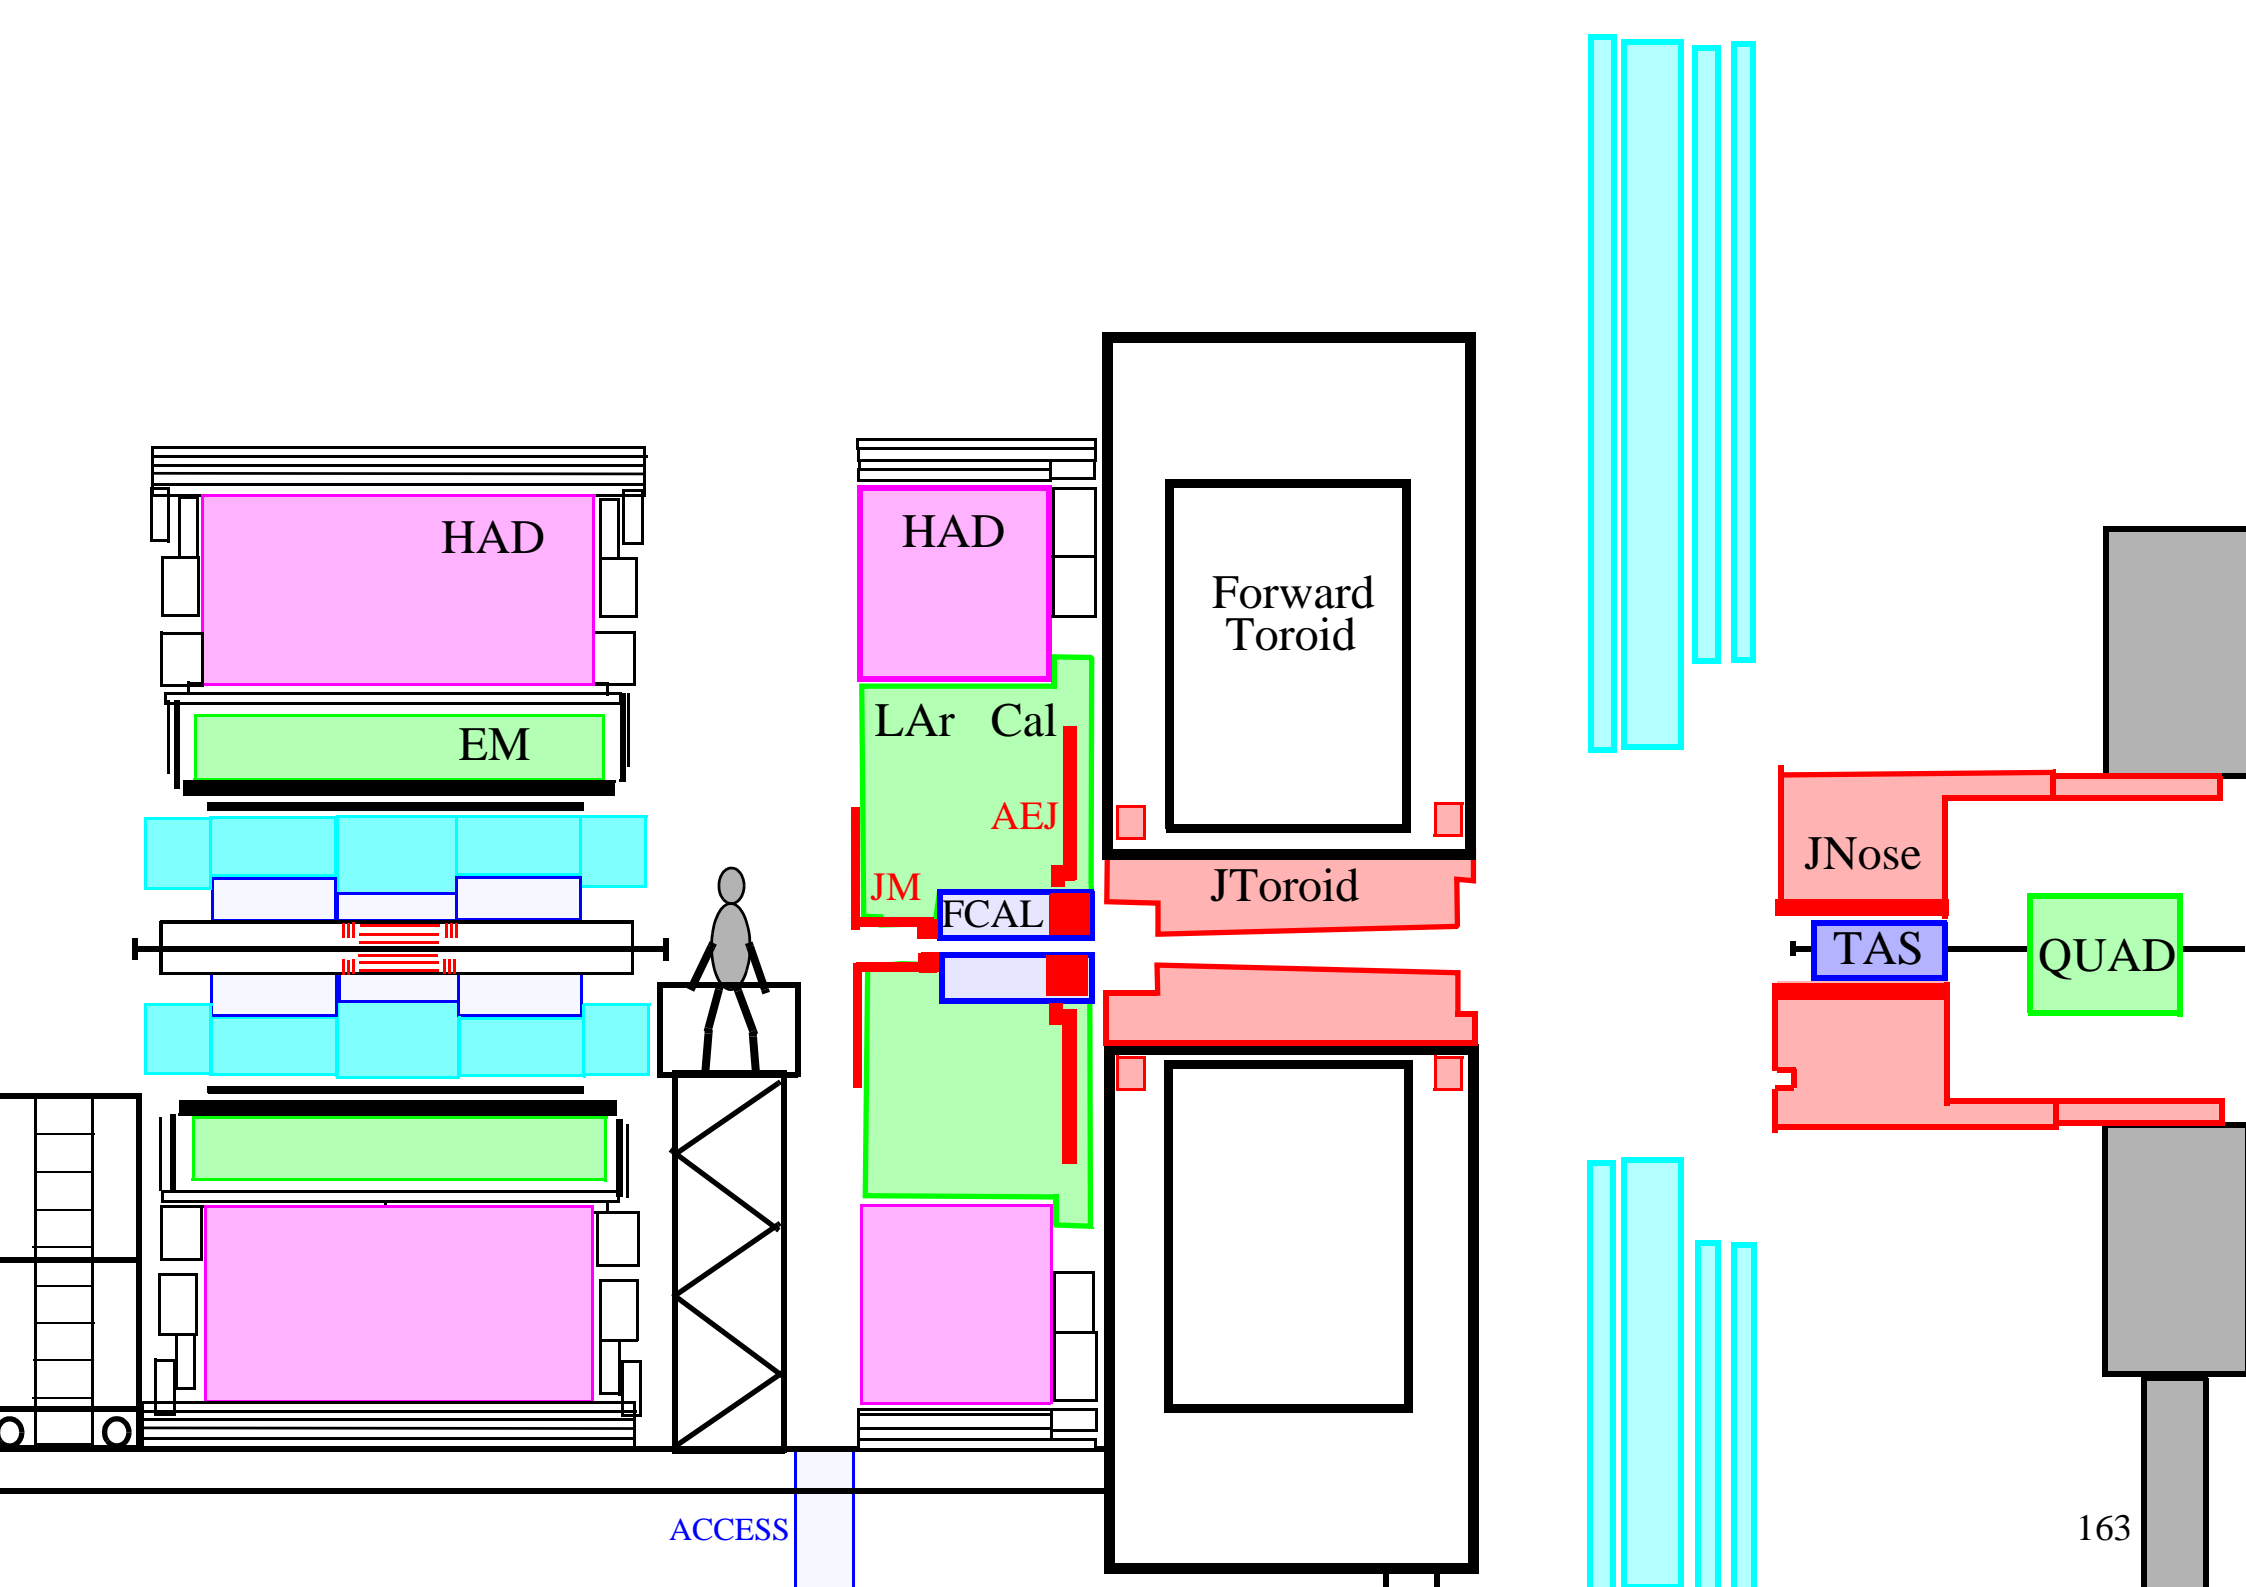 HAD
HAD
Forward
Toroid
LAr Cal
EM
AEJ
JNose
JM
JToroid
FCAL
TAS
QUAD
ACCESS
163